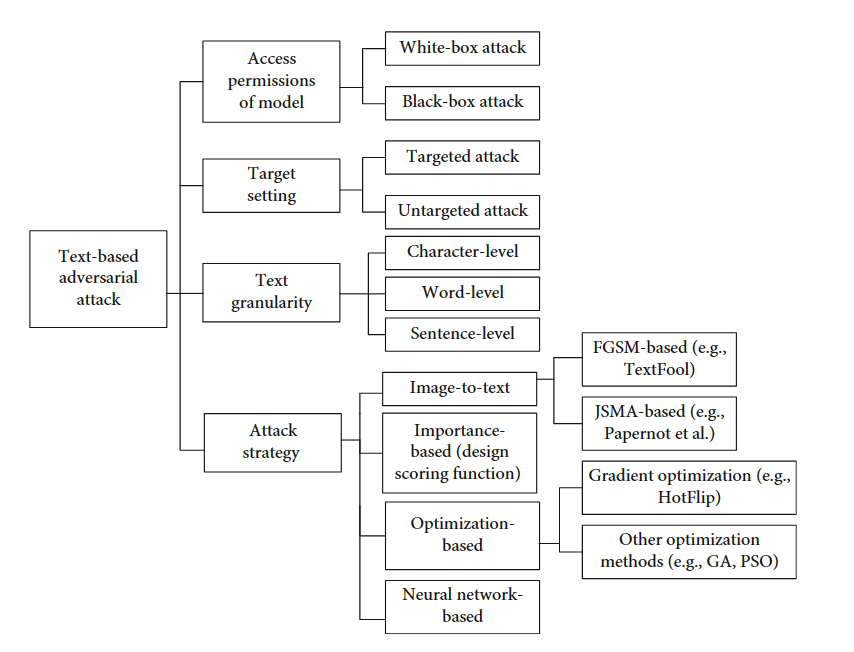 Text-based
adversarial
attack
Access
permissions
of model
White-box attack
Black-box attack
Target
setting
Targeted attack
Untargeted attack
Text
granularity
Character-level
Word-level
Sentence-level
Attack
strategy
Image-to-text
FGSM-based (e.g.,
TextFool)
JSMA-based (e.g.,
Papernot et al.)
Importance-
based (design
scoring function)
Optimization-
based
Gradient optimization (e.g.,
HotFlip)
Other optimization
methods (e.g., GA, PSO)
Neural network-
based